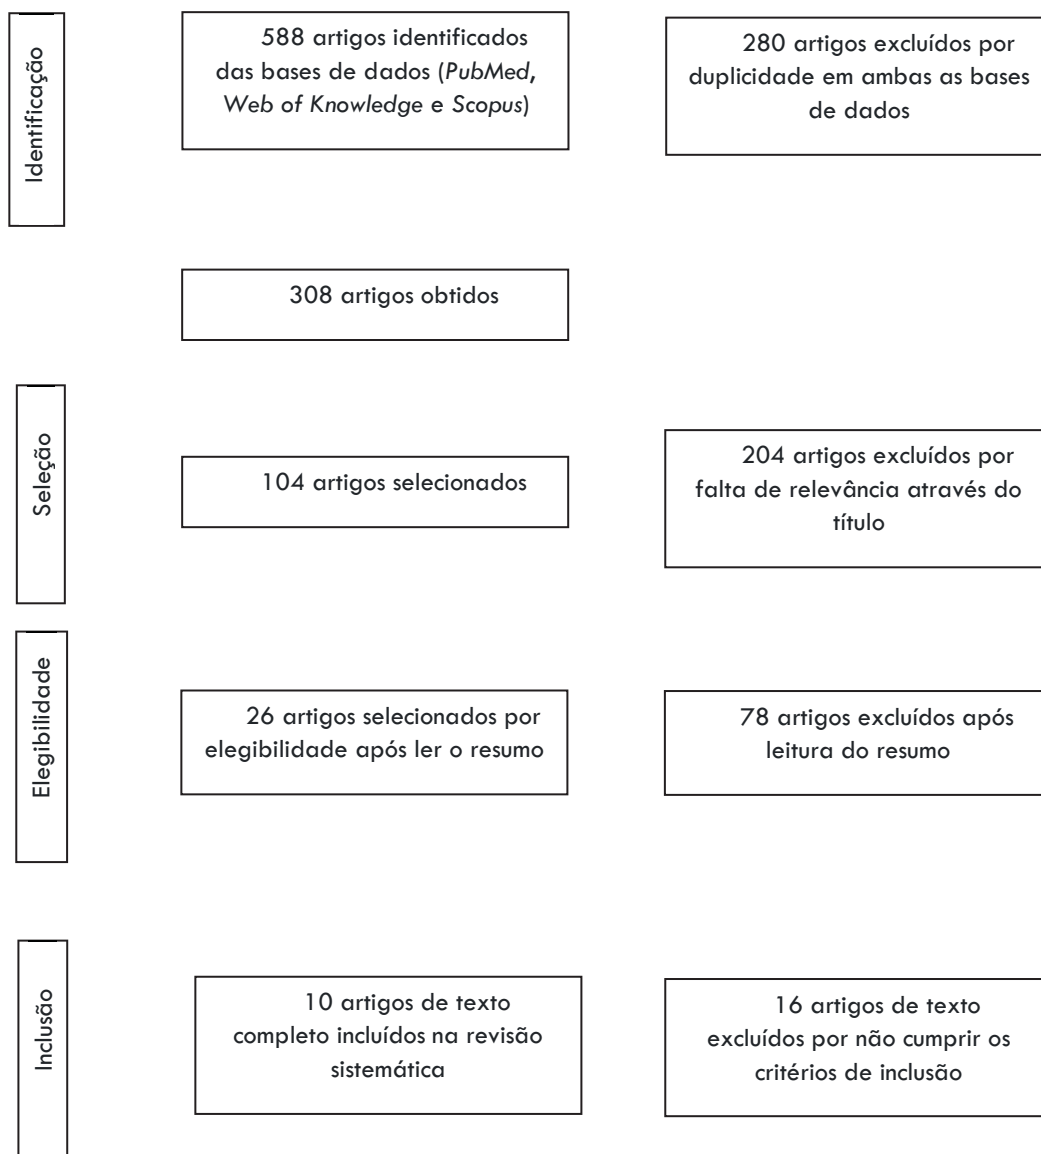 Identificação
588 artigos identificados
das bases de dados (PubMed,
Web of Knowledge e Scopus)
280 artigos excluídos por
duplicidade em ambas as bases
de dados
308 artigos obtidos
Seleção
104 artigos selecionados
204 artigos excluídos por
falta de relevância através do
título
Elegibilidade
26 artigos selecionados por
elegibilidade após ler o resumo
78 artigos excluídos após
leitura do resumo
Inclusão
10 artigos de texto
completo incluídos na revisão
sistemática
16 artigos de texto
excluídos por não cumprir os
critérios de inclusão